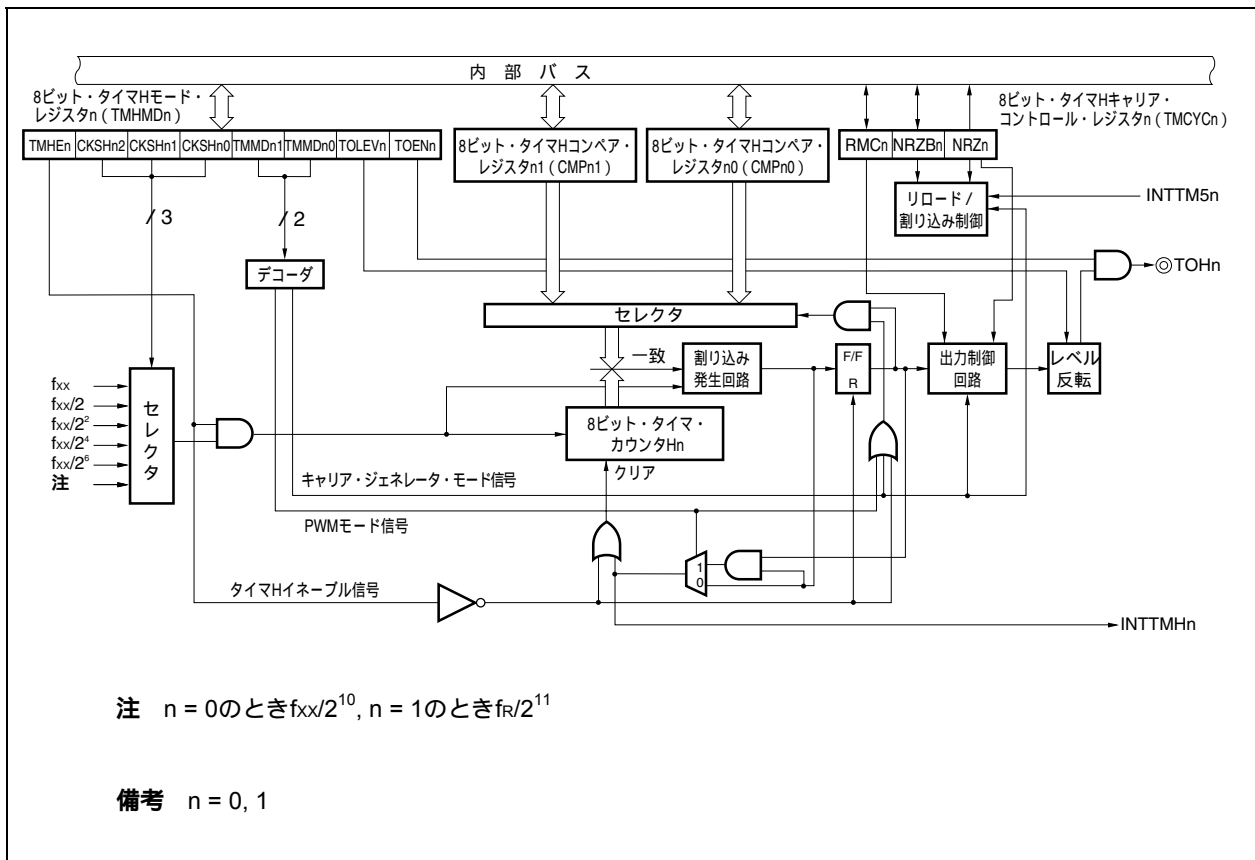 内 部 バ ス
8ビット・タイマHモード・
レジスタn（TMHMDn）
8ビット・タイマHキャリア・
コントロール・レジスタn（TMCYCn）
TMHEn CKSHn2 CKSHn1 CKSHn0 TMMDn1 TMMDn0 TOLEVn TOENn
8ビット・タイマHコンペア・
レジスタn1（CMPn1）
8ビット・タイマHコンペア・
レジスタn0（CMPn0）
RMCn NRZBn NRZn
リロード/
割り込み制御
INTTM5n
/ 3
/ 2
デコーダ
TOHn
セレクタ
一致
割り込み
発生回路
F/F
R
出力制御
回路
レベル
反転
fxx
fxx/2
fxx/2²
fxx/2⁴
fxx/2⁶
注
セレクタ
8ビット・タイマ・
カウンタHn
クリア
キャリア・ジェネレータ・モード信号
PWMモード信号
1
0
タイマHイネーブル信号
INTTMHn
注 n = 0のときfxx/2¹⁰, n = 1のときfR/2¹¹
備考 n = 0, 1